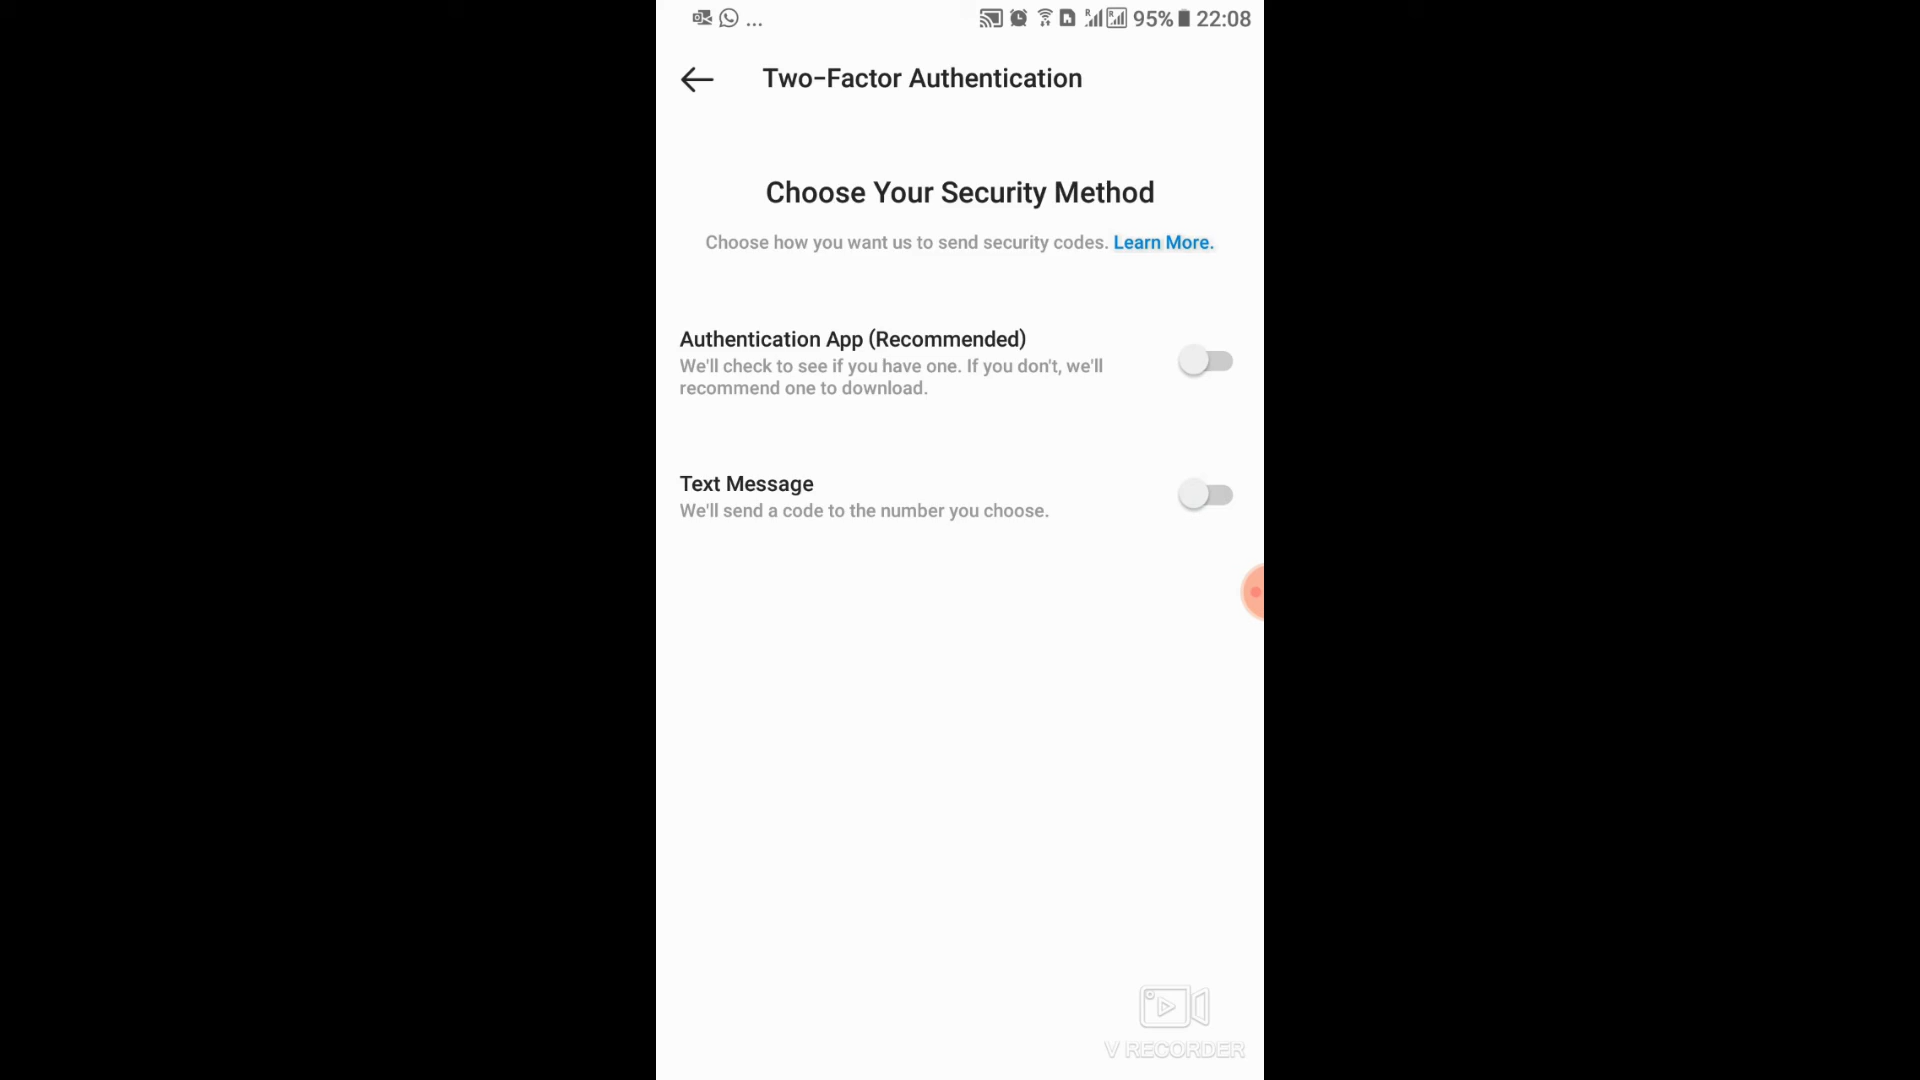 ... 95% 22:08
Two-Factor Authentication
Choose Your Security Method
Choose how you want us to send security codes. Learn More.
Authentication App (Recommended)
We'll check to see if you have one. If you don't, we'll
recommend one to download.
Text Message
We'll send a code to the number you choose.
V RECORDER